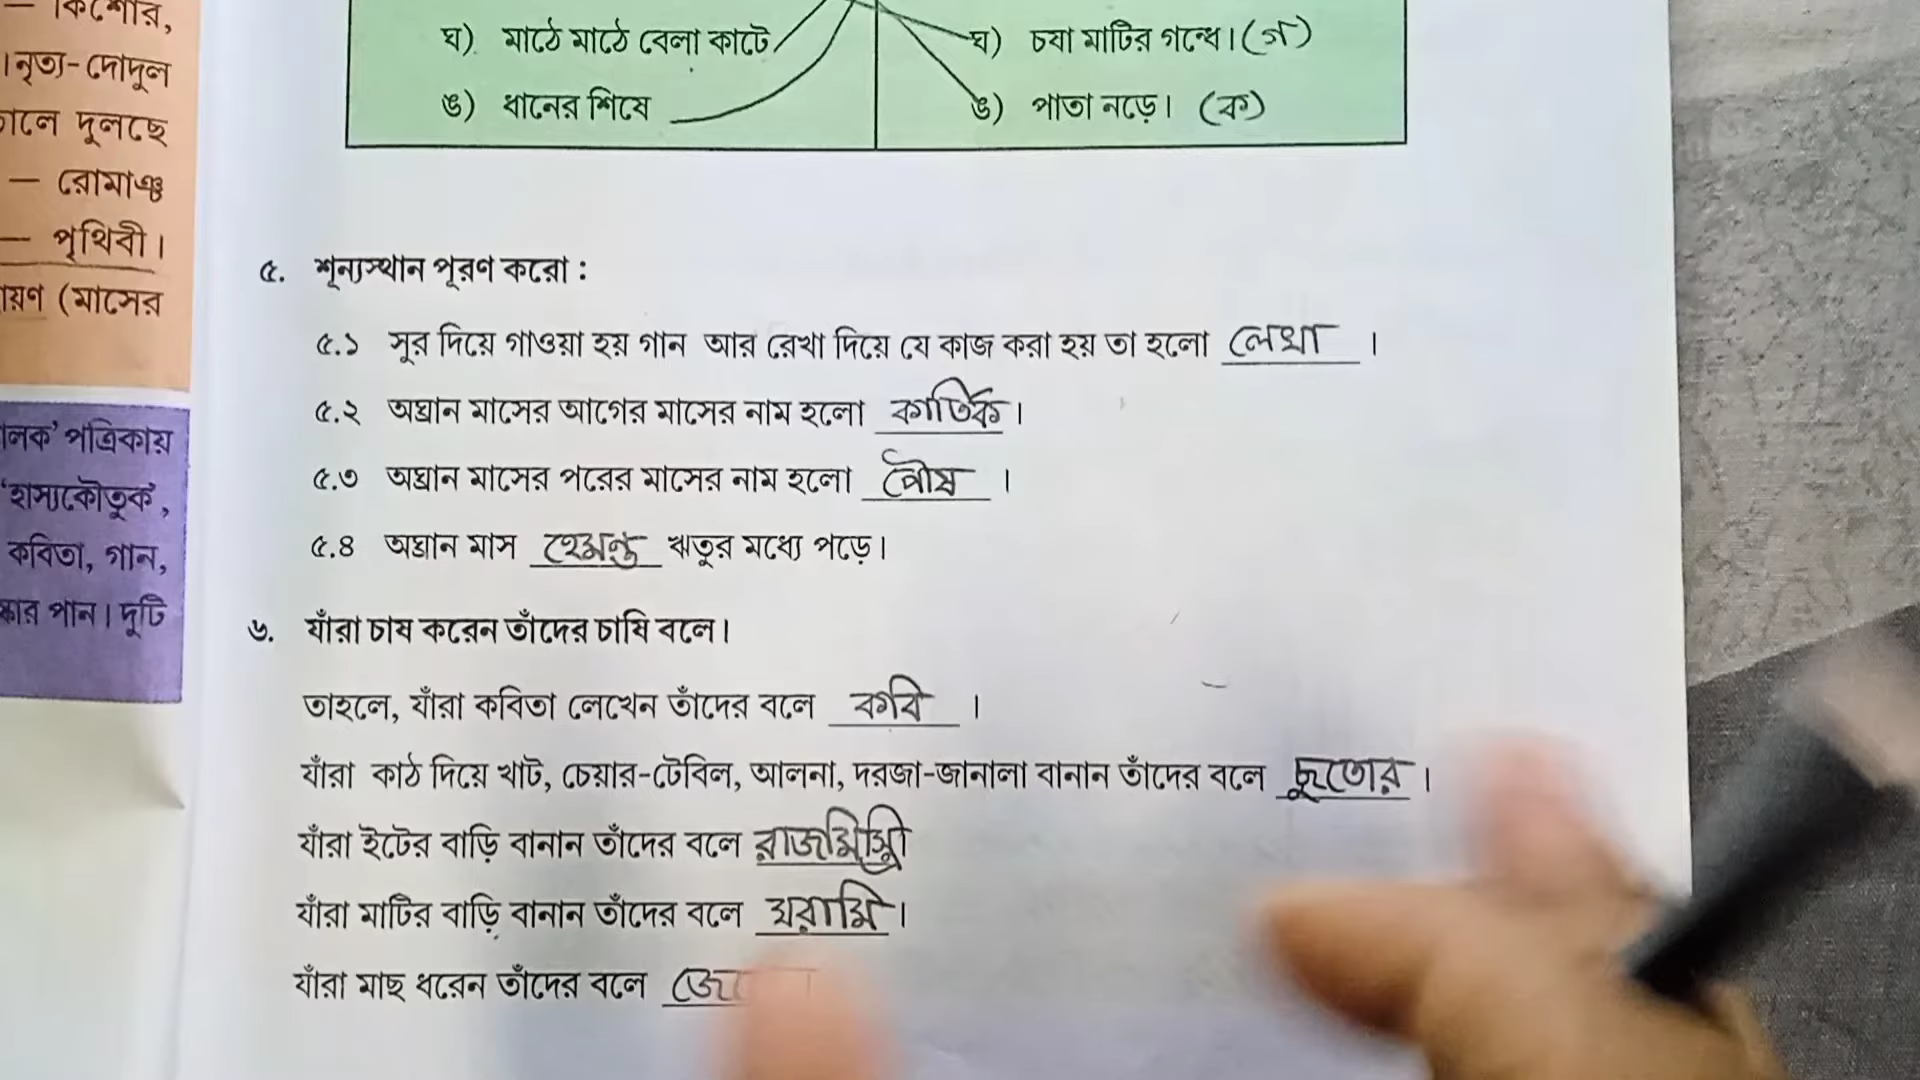 — কিশোর,
। নৃত্য-দোদুল
তালে দুলছে
— রোমাঞ্চ
— পৃথিবী।
য়ণ (মাসের
লক’ পত্রিকায়
‘হাস্যকৌতুক’,
কবিতা, গান,
পান। দুটি
ঘ) মাঠে মাঠে বেলা কাটে ঘ) চষা মাটির গন্ধে। (গ)
ঙ) ধানের শিষে ঙ) পাতা নড়ে। (ক)
৫. শূন্যস্থান পূরণ করো :
৫.১ সুর দিয়ে গাওয়া হয় গান আর রেখা দিয়ে যে কাজ করা হয় তা হলো লেখা ।
৫.২ অঘ্রান মাসের আগের মাসের নাম হলো কার্তিক ।
৫.৩ অঘ্রান মাসের পরের মাসের নাম হলো পৌষ ।
৫.৪ অঘ্রান মাস হেমন্ত ঋতুর মধ্যে পড়ে।
৬. যাঁরা চাষ করেন তাঁদের চাষি বলে।
তাহলে, যাঁরা কবিতা লেখেন তাঁদের বলে কবি ।
যাঁরা কাঠ দিয়ে খাট, চেয়ার-টেবিল, আলনা, দরজা-জানালা বানান তাঁদের বলে ছুতোর ।
যাঁরা ইটের বাড়ি বানান তাঁদের বলে রাজমিস্ত্রী
যাঁরা মাটির বাড়ি বানান তাঁদের বলে ঘরামি ।
যাঁরা মাছ ধরেন তাঁদের বলে